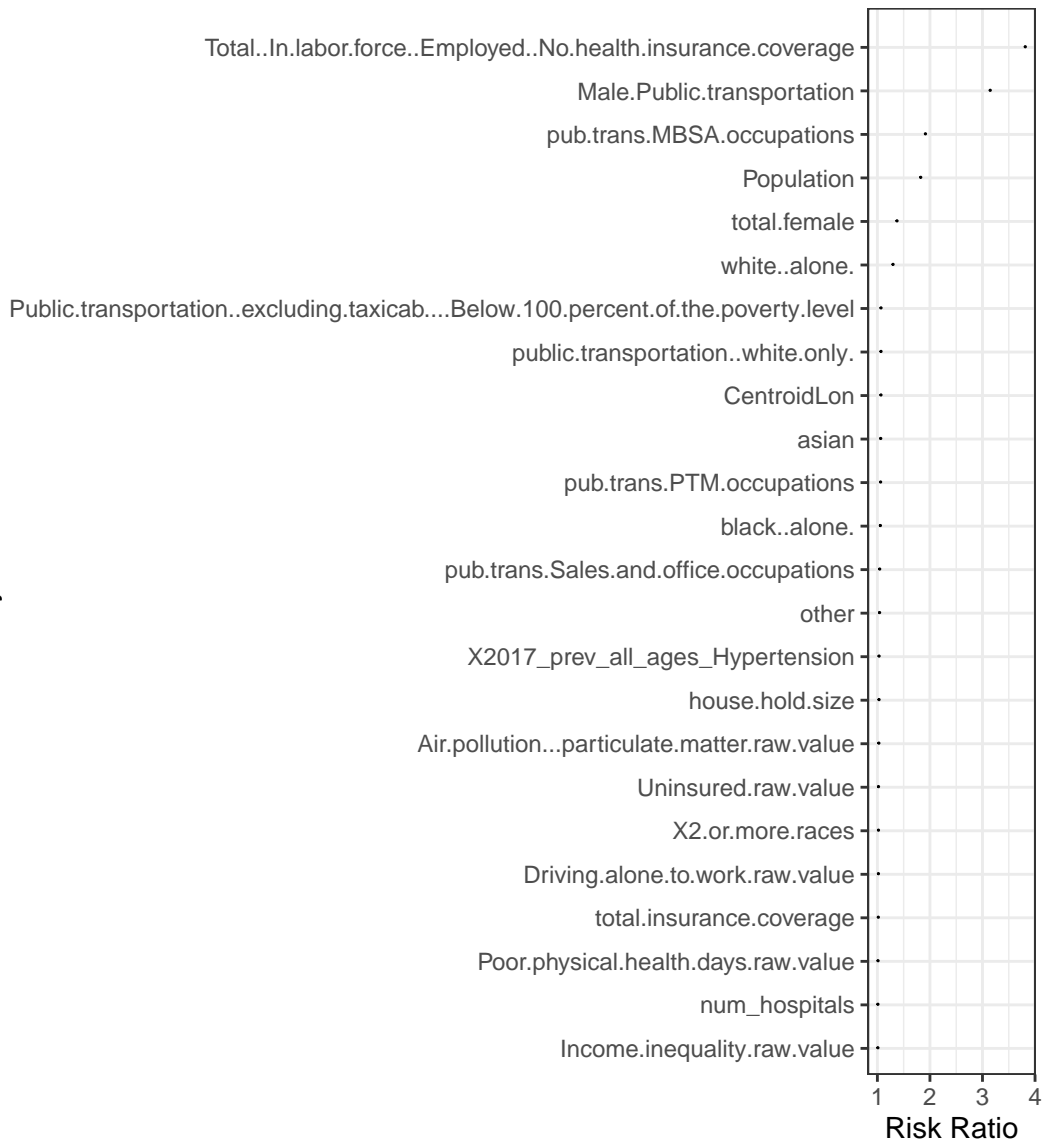 Total..In.labor.force..Employed..No.health.insurance.coverage
Male.Public.transportation
pub.trans.MBSA.occupations
Population
total.female
white..alone.
Public.transportation..excluding.taxicab....Below.100.percent.of.the.poverty.level
public.transportation..white.only.
CentroidLon
asian
pub.trans.PTM.occupations
black..alone.
pub.trans.Sales.and.office.occupations
other
X2017_prev_all_ages_Hypertension
house.hold.size
Air.pollution...particulate.matter.raw.value
Uninsured.raw.value
X2.or.more.races
Driving.alone.to.work.raw.value
total.insurance.coverage
Poor.physical.health.days.raw.value
num_hospitals
Income.inequality.raw.value
1 2 3 4
Risk Ratio